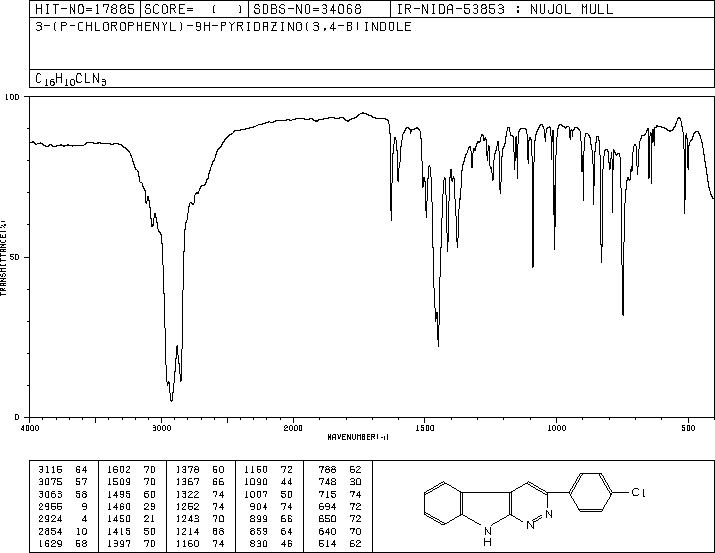 HIT-NO=17885 SCORE= ( ) SDBS-NO=34068 IR-NIDA-53853 : NUJOL MULL
3-(P-CHLOROPHENYL)-9H-PYRIDAZINO(3,4-B)INDOLE
C16H10CLN3
100
50
0
TRANSMITTANCE(%)
4000 3000 2000 1500 1000 500
WAVENUMBER(-1)
3115 64 1602 70 1378 50 1150 72 788 62
3075 57 1509 70 1367 66 1090 44 748 30
3063 58 1495 60 1322 74 1007 50 715 74
2955 9 1460 29 1262 74 904 74 694 72
2924 4 1450 21 1243 70 899 66 650 72
2854 10 1415 50 1214 68 859 64 640 70
1629 58 1397 70 1160 74 830 46 514 62
Cl
N
N
N
H